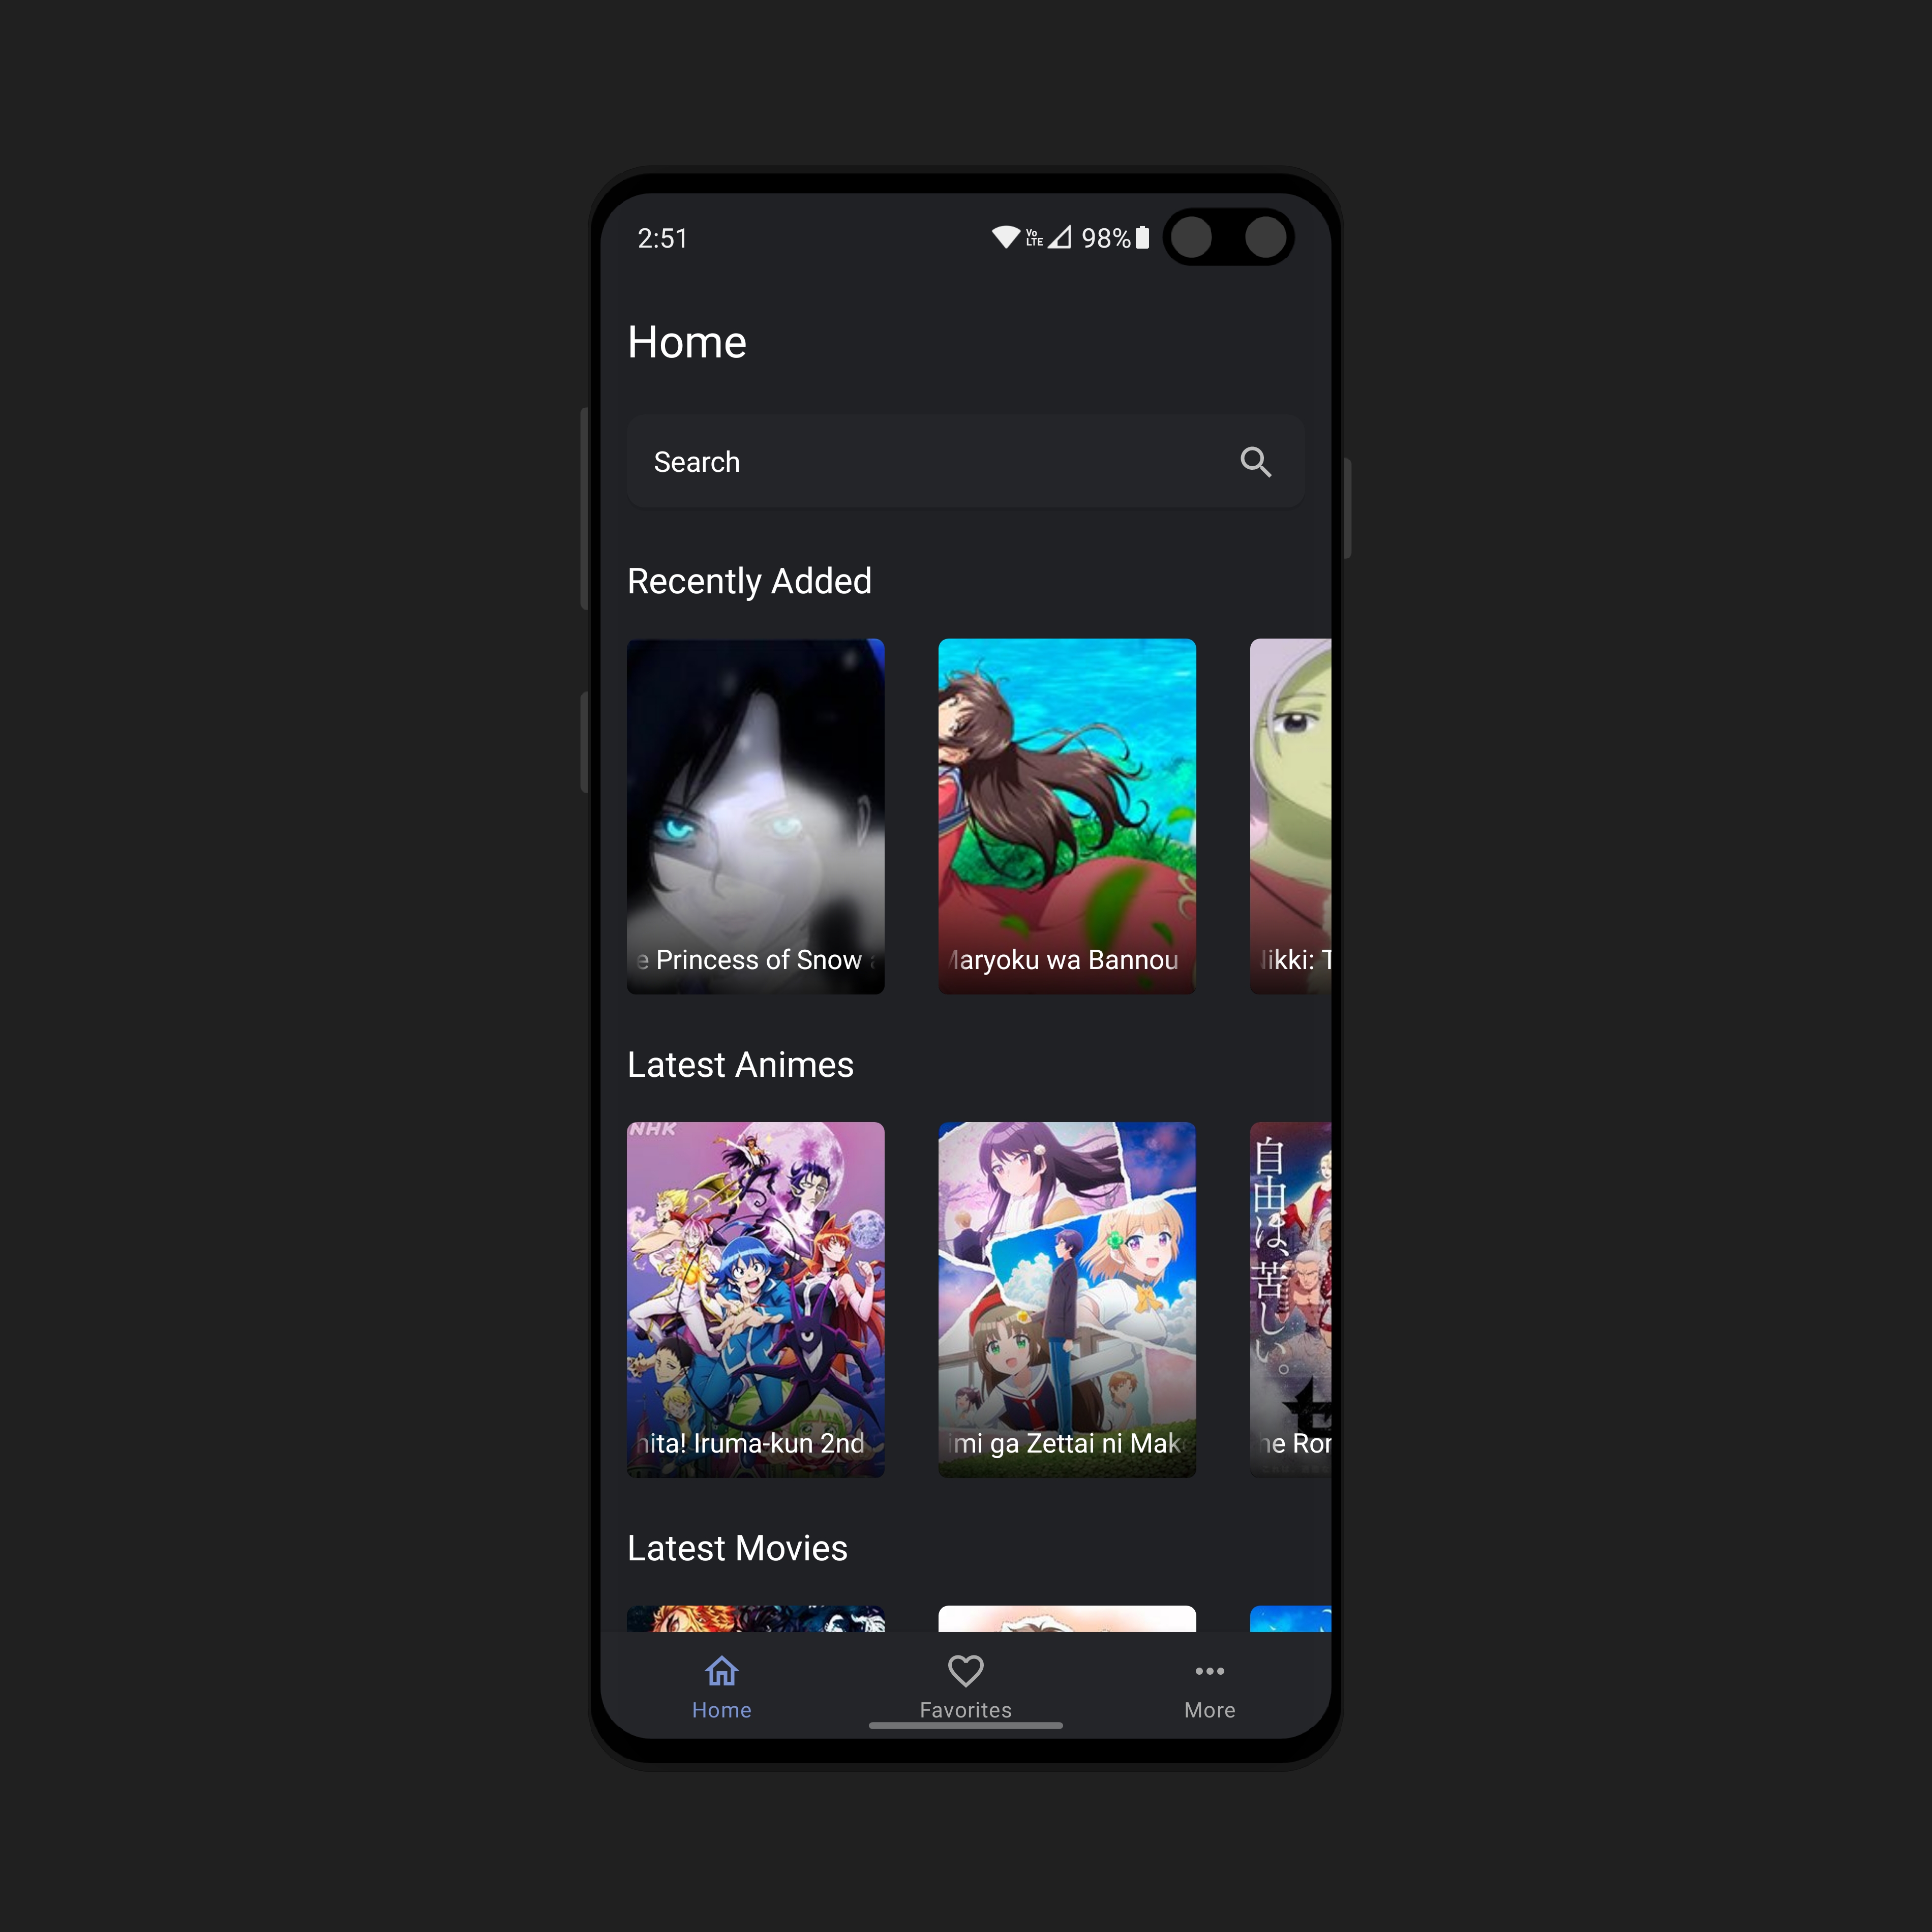 2:51
Vo
LTE
98%
Home
Search
Recently Added
e Princess of Snow
aryoku wa Bannou
ikki: T
Latest Animes
NHK
自由は、苦しい。
ita! Iruma-kun 2nd
imi ga Zettai ni Mak
ne Ror
Latest Movies
Home
Favorites
More